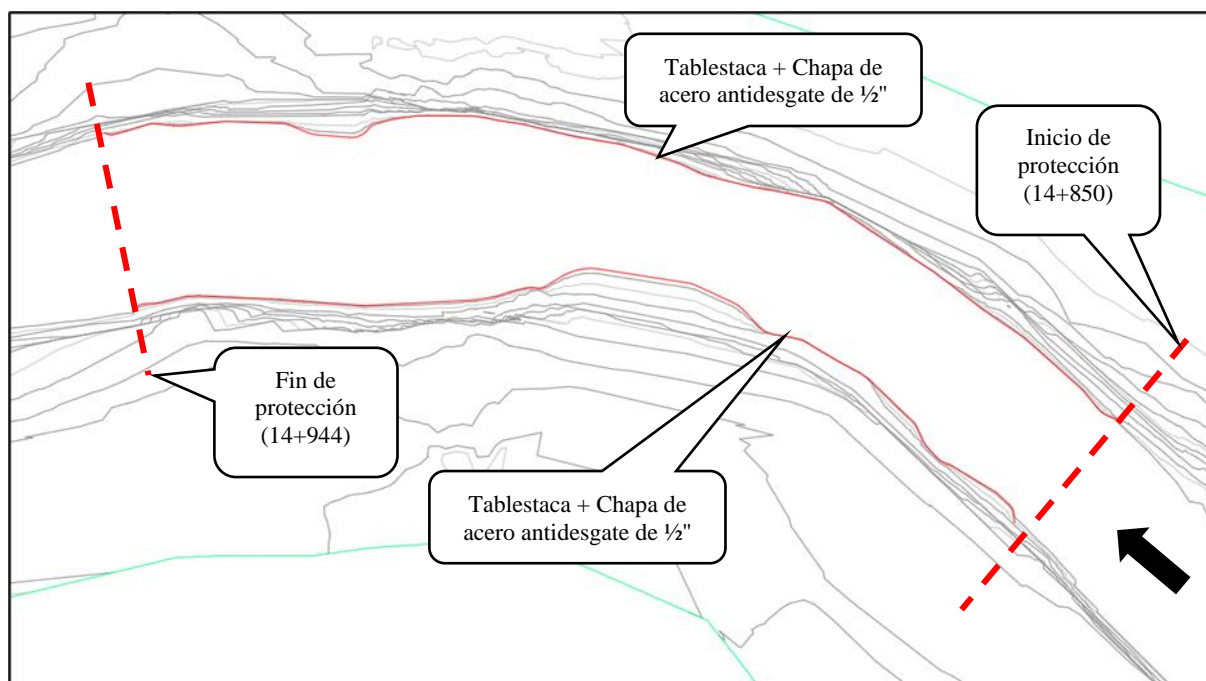 Tablestaca + Chapa de
acero antidesgate de ½"
Inicio de
protección
(14+850)
Fin de
protección
(14+944)
Tablestaca + Chapa de
acero antidesgate de ½"